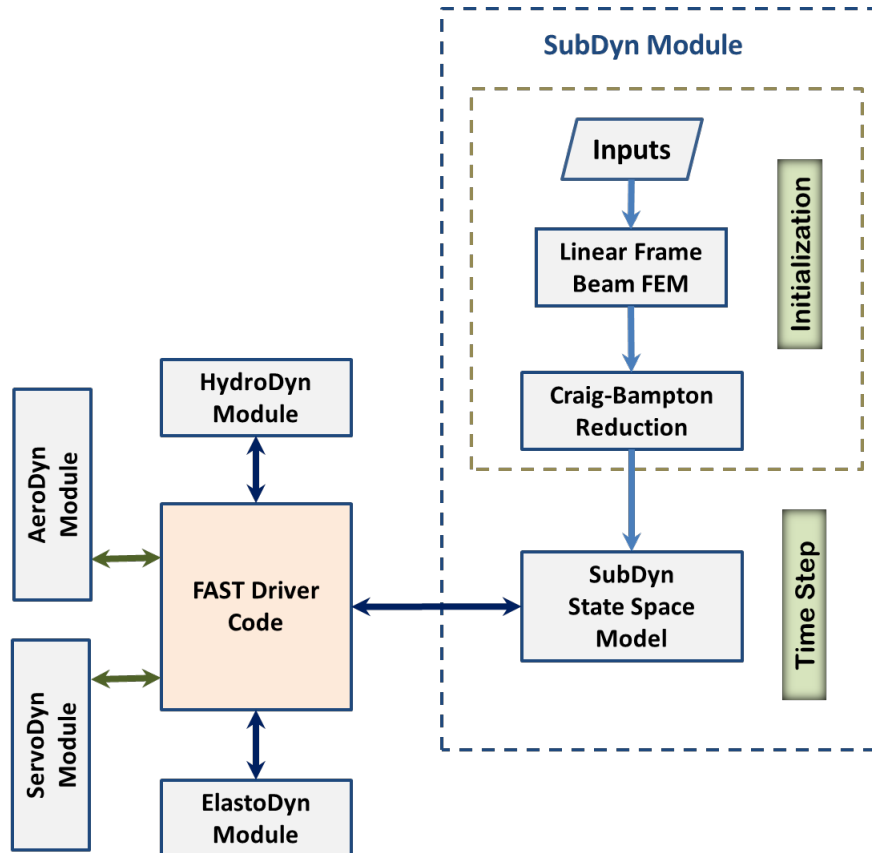 SubDyn Module
Inputs
Linear Frame
Beam FEM
Craig-Bampton
Reduction
Initialization
SubDyn
State Space
Model
Time Step
HydroDyn
Module
AeroDyn
Module
FAST Driver
Code
ServoDyn
Module
ElastoDyn
Module